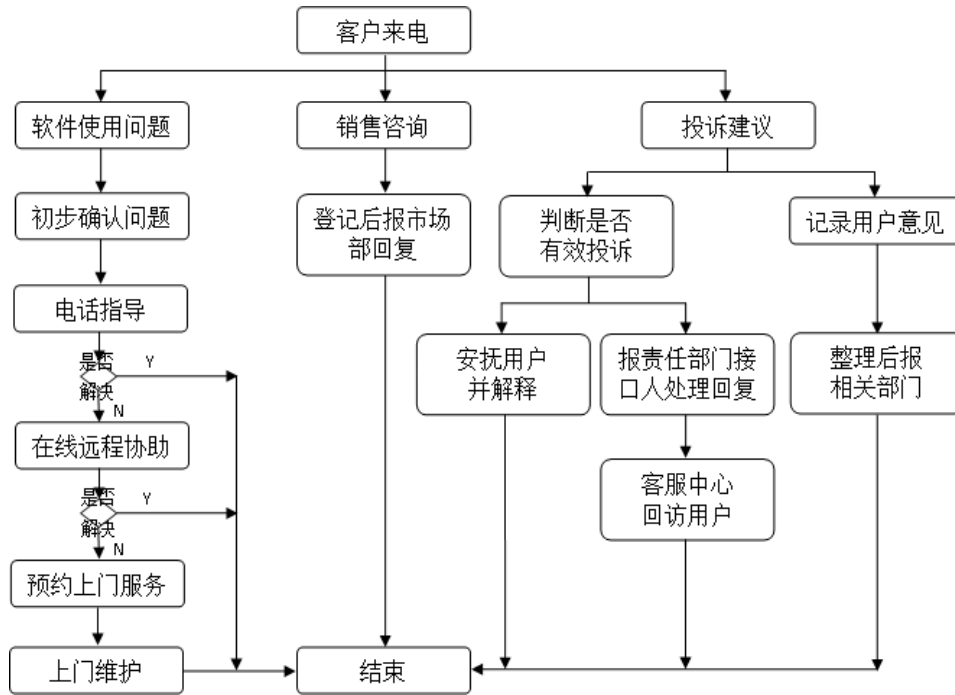 客户来电
软件使用问题
销售咨询
投诉建议
初步确认问题
登记后报市场
部回复
判断是否
有效投诉
记录用户意见
电话指导
安抚用户
并解释
报责任部门接
口人处理回复
整理后报
相关部门
是否
解决
Y
N
在线远程协助
客服中心
回访用户
是否
解决
Y
N
预约上门服务
上门维护
结束